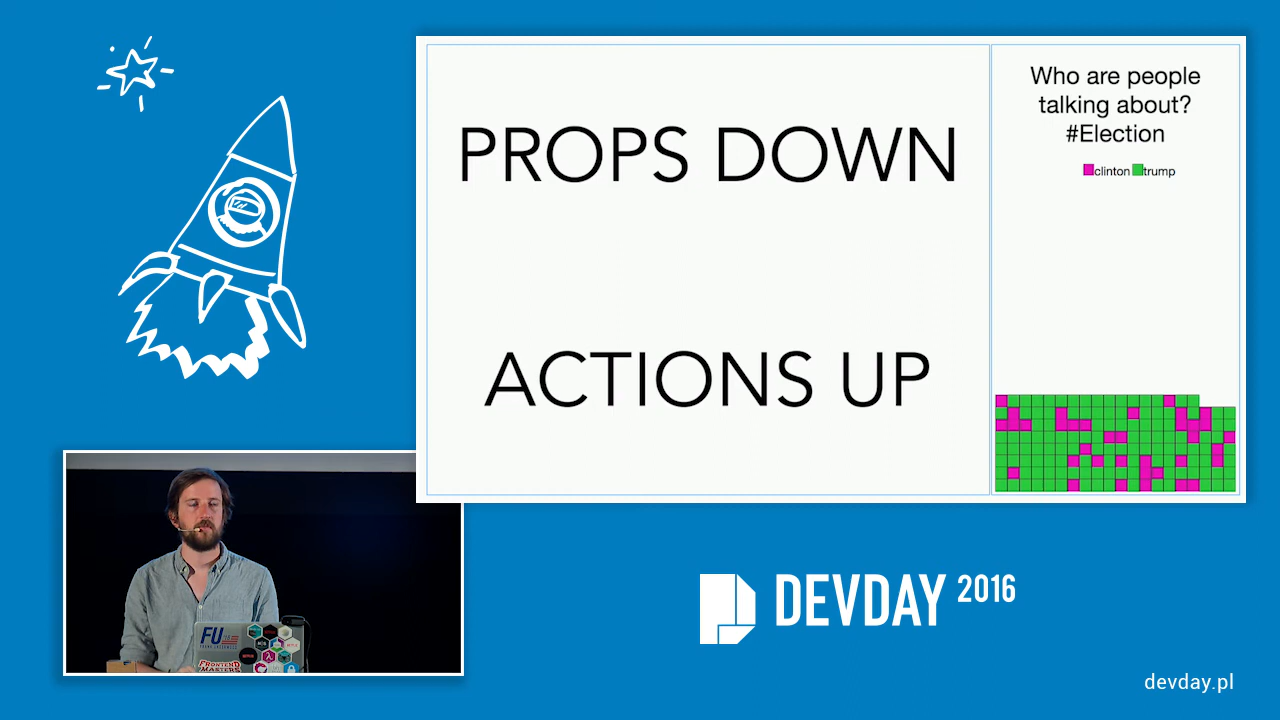 PROPS DOWN
ACTIONS UP
Who are people
talking about?
#Election
clinton trump
FU
FRONTEND
MASTERS
DEVDAY 2016
devday.pl